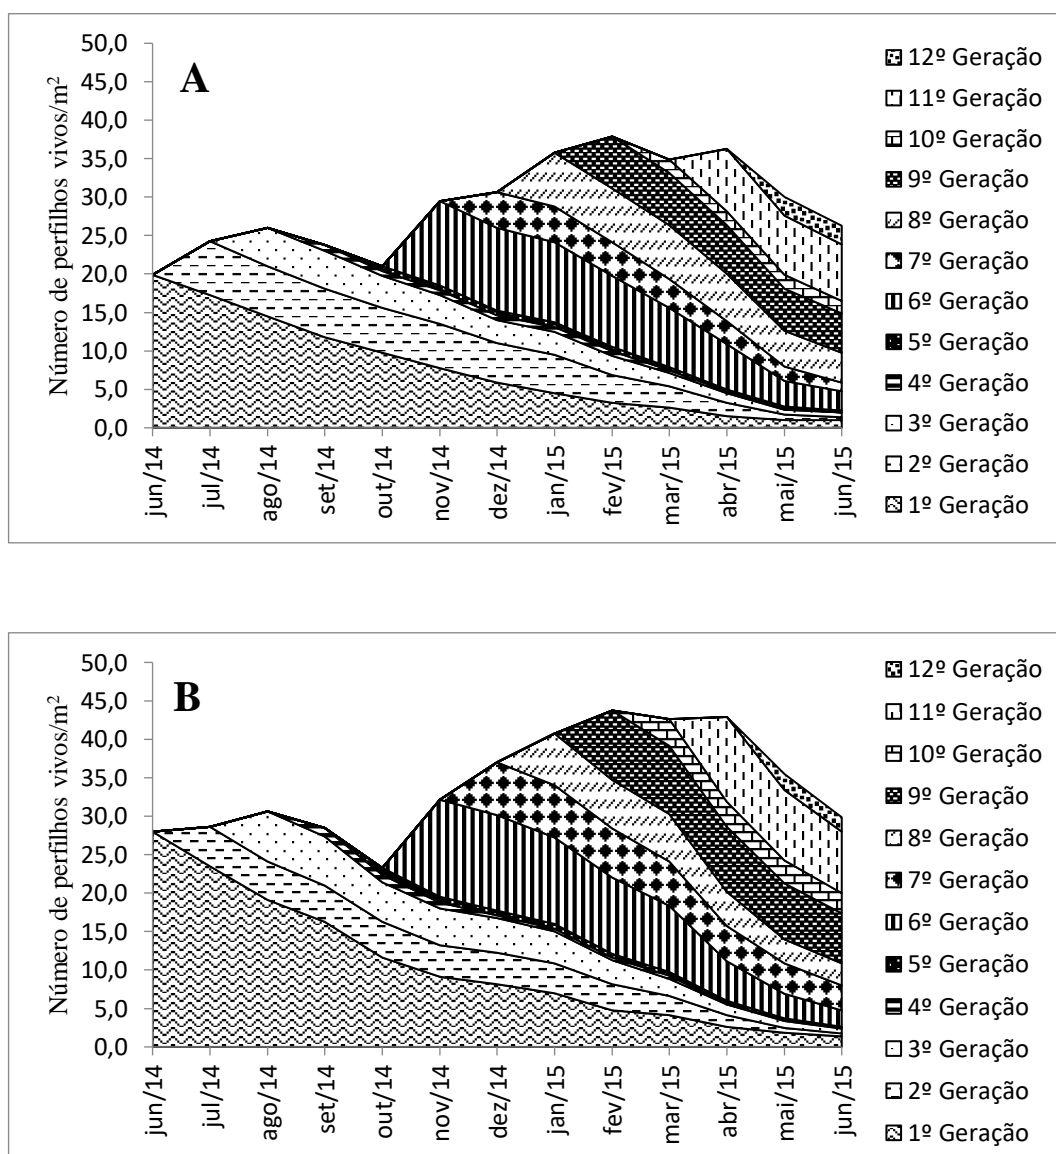 A
Número de perfilhos vivos/m²
50,0
45,0
40,0
35,0
30,0
25,0
20,0
15,0
10,0
5,0
0,0
jun/14
jul/14
ago/14
set/14
out/14
nov/14
dez/14
jan/15
fev/15
mar/15
abr/15
mai/15
jun/15
12º Geração
11º Geração
10º Geração
9º Geração
8º Geração
7º Geração
6º Geração
5º Geração
4º Geração
3º Geração
2º Geração
1º Geração
B
Número de perfilhos vivos/m²
50,0
45,0
40,0
35,0
30,0
25,0
20,0
15,0
10,0
5,0
0,0
jun/14
jul/14
ago/14
set/14
out/14
nov/14
dez/14
jan/15
fev/15
mar/15
abr/15
mai/15
jun/15
12º Geração
11º Geração
10º Geração
9º Geração
8º Geração
7º Geração
6º Geração
5º Geração
4º Geração
3º Geração
2º Geração
1º Geração